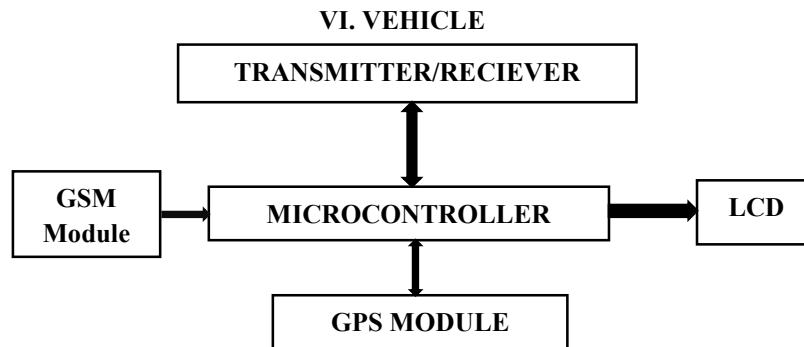 VI. VEHICLE
TRANSMITTER/RECIEVER
GSM
Module
MICROCONTROLLER
LCD
GPS MODULE